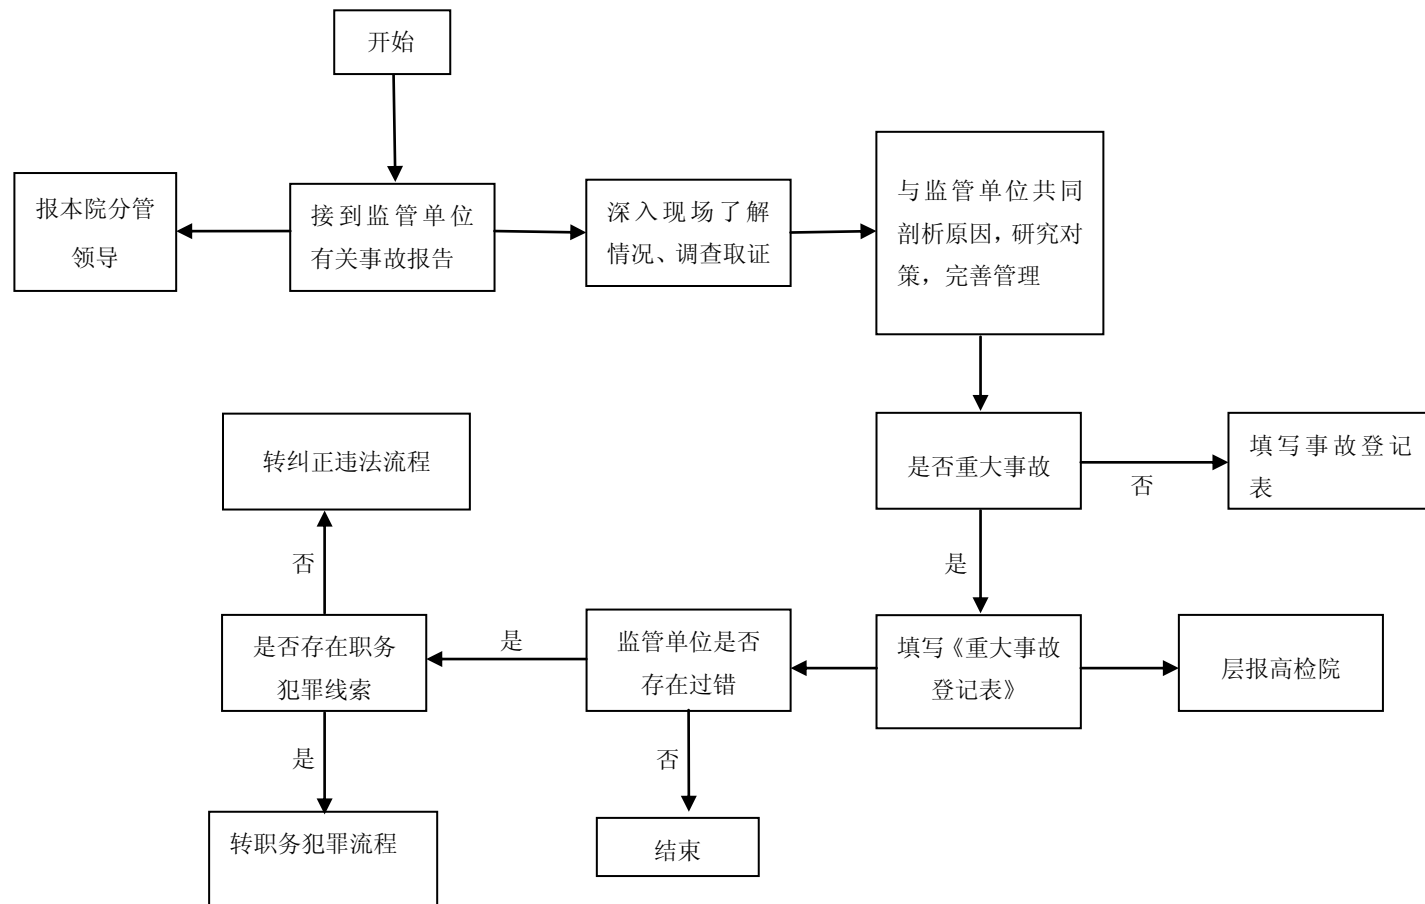 开始
报本院分管
领导
接到监管单位
有关事故报告
深入现场了解
情况、调查取证
与监管单位共同
剖析原因，研究对
策，完善管理
转纠正违法流程
是否重大事故
否
填写事故登记
表
否
是
是否存在职务
犯罪线索
是
监管单位是否
存在过错
填写《重大事故
登记表》
层报高检院
是
否
转职务犯罪流程
结束